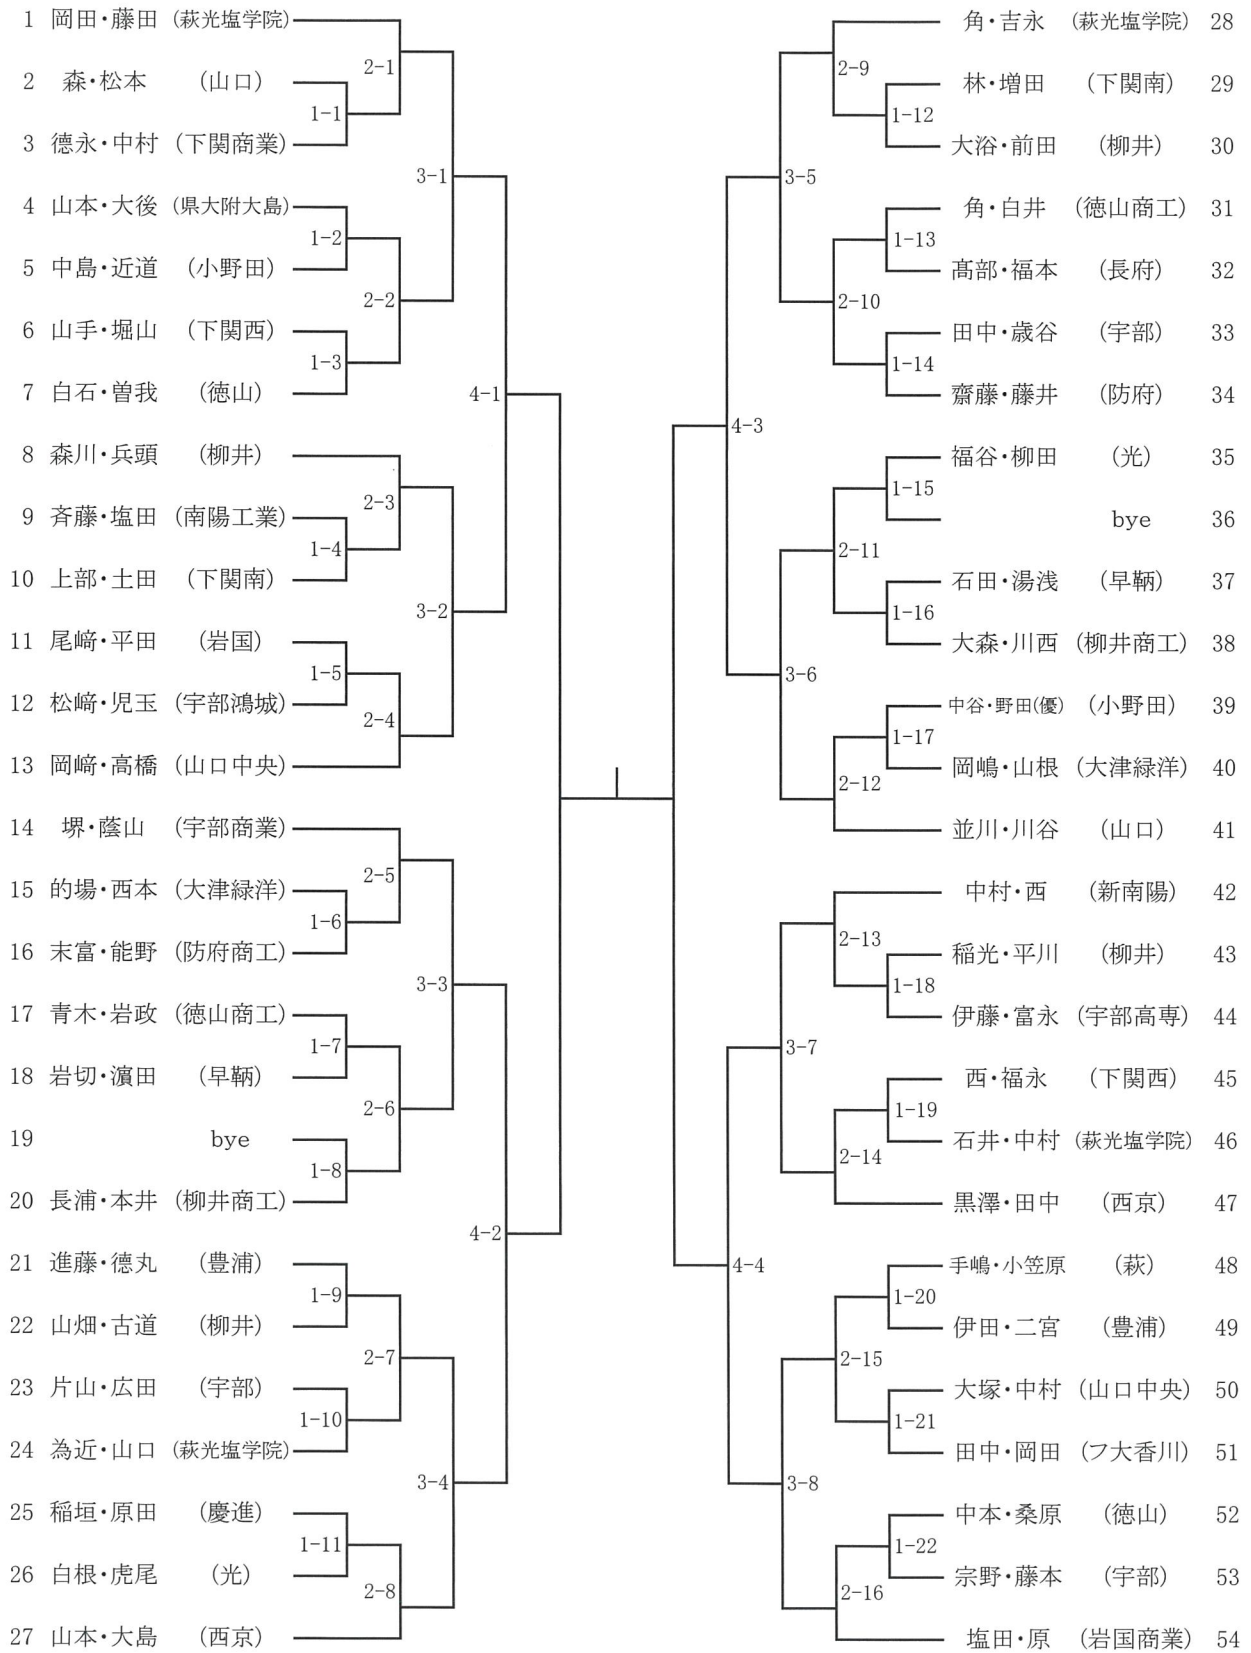 1 岡田・藤田 (萩光塩学院)
2 森・松本 (山口)
3 德永・中村 (下関商業)
4 山本・大後 (県大附大島)
5 中島・近道 (小野田)
6 山手・堀山 (下関西)
7 白石・曽我 (徳山)
8 森川・兵頭 (柳井)
9 斉藤・塩田 (南陽工業)
10 上部・土田 (下関南)
11 尾﨑・平田 (岩国)
12 松﨑・児玉 (宇部鴻城)
13 岡﨑・高橋 (山口中央)
14 堺・蔭山 (宇部商業)
15 的場・西本 (大津緑洋)
16 末富・能野 (防府商工)
17 青木・岩政 (徳山商工)
18 岩切・濵田 (早鞆)
19 bye
20 長浦・本井 (柳井商工)
21 進藤・德丸 (豊浦)
22 山畑・古道 (柳井)
23 片山・広田 (宇部)
24 為近・山口 (萩光塩学院)
25 稲垣・原田 (慶進)
26 白根・虎尾 (光)
27 山本・大島 (西京)
1-1
1-2
1-3
1-4
1-5
1-6
1-7
1-8
1-9
1-10
1-11
2-1
2-2
2-3
2-4
2-5
2-6
2-7
2-8
3-1
3-2
3-3
3-4
4-1
4-2
4-3
4-4
3-5
3-6
3-7
3-8
2-9
2-10
2-11
2-12
2-13
2-14
2-15
2-16
1-12
1-13
1-14
1-15
1-16
1-17
1-18
1-19
1-20
1-21
1-22
角・吉永 (萩光塩学院) 28
林・増田 (下関南) 29
大浴・前田 (柳井) 30
角・白井 (徳山商工) 31
髙部・福本 (長府) 32
田中・歳谷 (宇部) 33
齋藤・藤井 (防府) 34
福谷・柳田 (光) 35
bye 36
石田・湯浅 (早鞆) 37
大森・川西 (柳井商工) 38
中谷・野田(優) (小野田) 39
岡嶋・山根 (大津緑洋) 40
並川・川谷 (山口) 41
中村・西 (新南陽) 42
稲光・平川 (柳井) 43
伊藤・富永 (宇部高専) 44
西・福永 (下関西) 45
石井・中村 (萩光塩学院) 46
黒澤・田中 (西京) 47
手嶋・小笠原 (萩) 48
伊田・二宮 (豊浦) 49
大塚・中村 (山口中央) 50
田中・岡田 (フ大香川) 51
中本・桑原 (徳山) 52
宗野・藤本 (宇部) 53
塩田・原 (岩国商業) 54